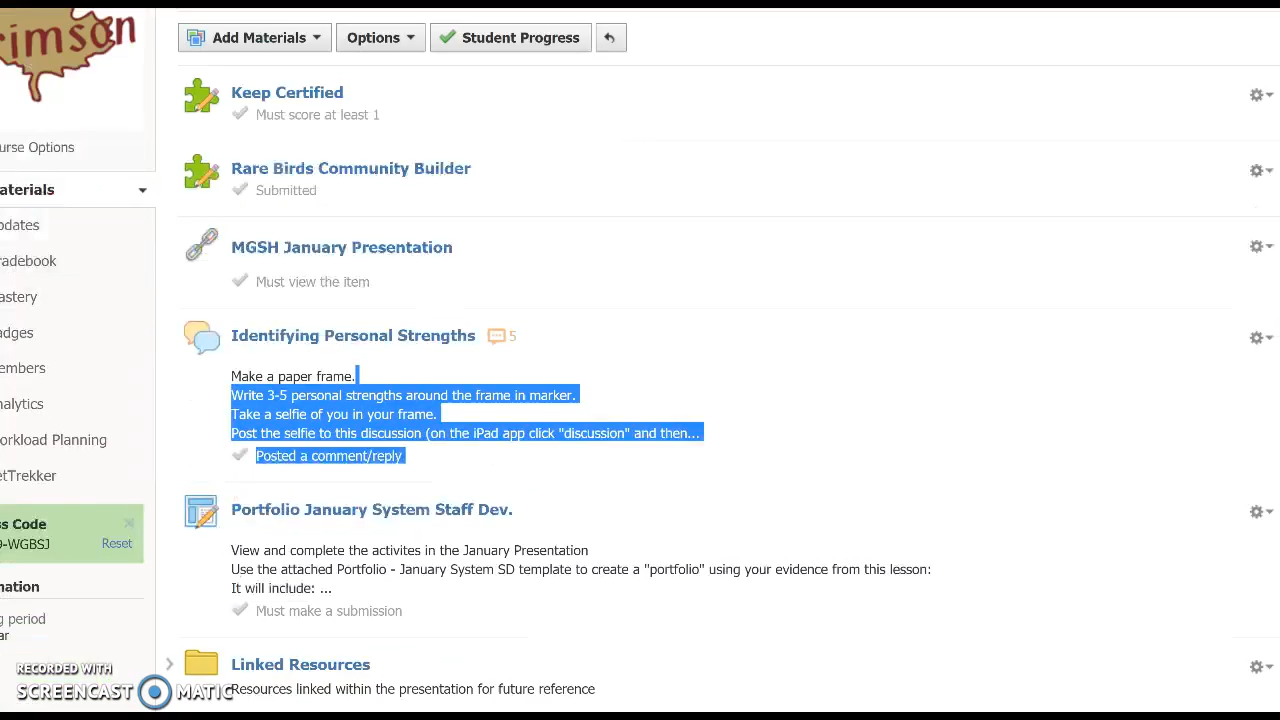 rimson
Add Materials
Options
Student Progress
Keep Certified
Must score at least 1
Rare Birds Community Builder
Submitted
MGSH January Presentation
Must view the item
Identifying Personal Strengths 5
Make a paper frame.
Write 3-5 personal strengths around the frame in marker.
Take a selfie of you in your frame.
Post the selfie to this discussion (on the iPad app click "discussion" and then...
Posted a comment/reply
Portfolio January System Staff Dev.
View and complete the activites in the January Presentation
Use the attached Portfolio - January System SD template to create a "portfolio" using your evidence from this lesson:
It will include: ...
Must make a submission
Linked Resources
Resources linked within the presentation for future reference
urse Options
aterials
pdates
radebook
astery
adges
embers
nalytics
orkload Planning
etTrekker
ss Code
9-WGBSJ
Reset
mation
g period
ar
RECORDED WITH
SCREENCAST MATIC